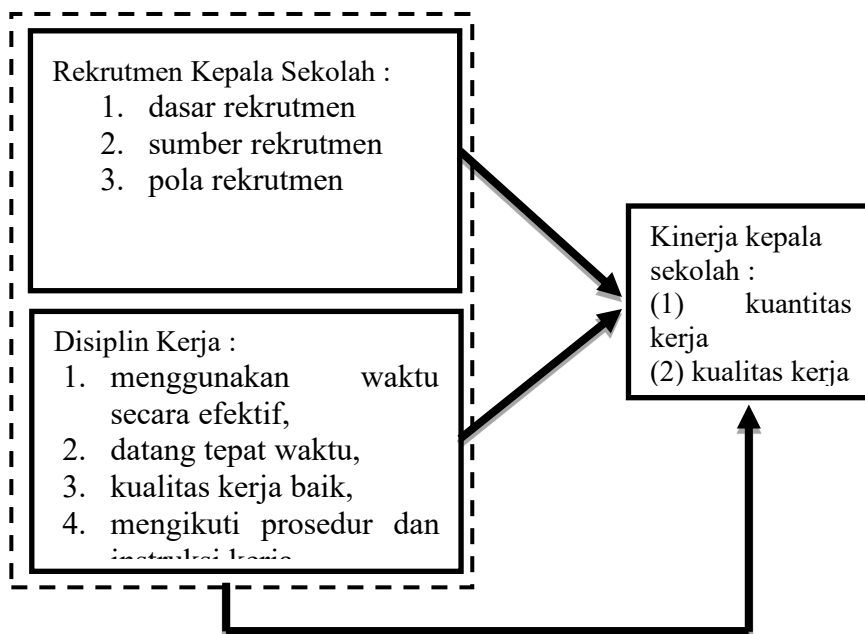 Rekrutmen Kepala Sekolah :
1. dasar rekrutmen
2. sumber rekrutmen
3. pola rekrutmen
Disiplin Kerja :
1. menggunakan waktu
secara efektif,
2. datang tepat waktu,
3. kualitas kerja baik,
4. mengikuti prosedur dan
Kinerja kepala
sekolah :
(1) kuantitas
kerja
(2) kualitas kerja